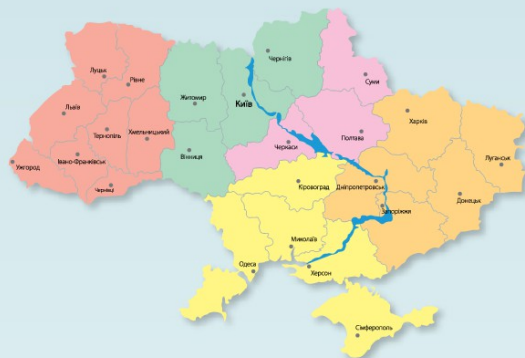 Чернігів
Луцьк
Рівне
Суми
Житомир
Київ
Львів
Харків
Тернопіль
Хмельницький
Полтава
Черкаси
Вінниця
Івано-Франківськ
Ужгород
Луганськ
Чернівці
Кіровоград
Дніпропетровськ
Донецьк
Запоріжжя
Миколаїв
Одеса
Херсон
Сімферополь